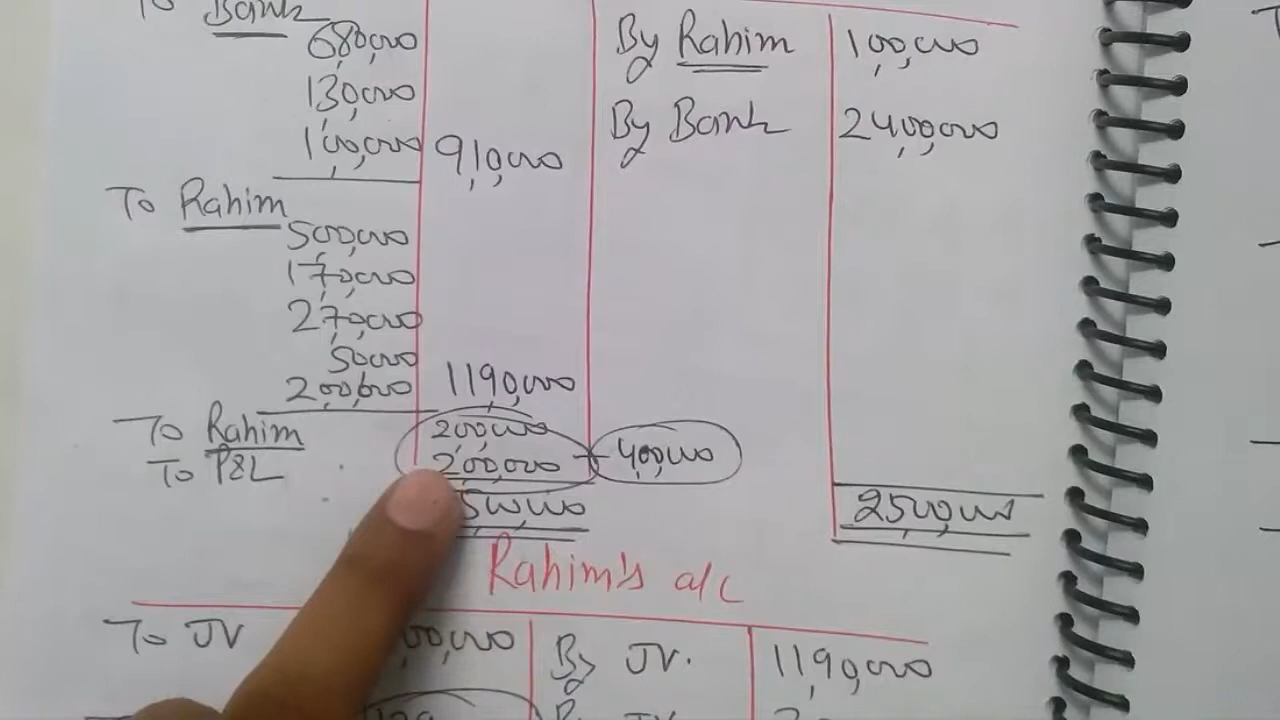 To Bank
680,000
130,000
100,000 910,000
To Rahim
500,000
170,000
270,000
50,000
200,000 1190,000
To Rahim 200,000
To P&L 200,000 400,000
By Rahim 100,000
By Bank 2400,000
2500,000
Rahim's a/c
To JV
By JV. 1190,000